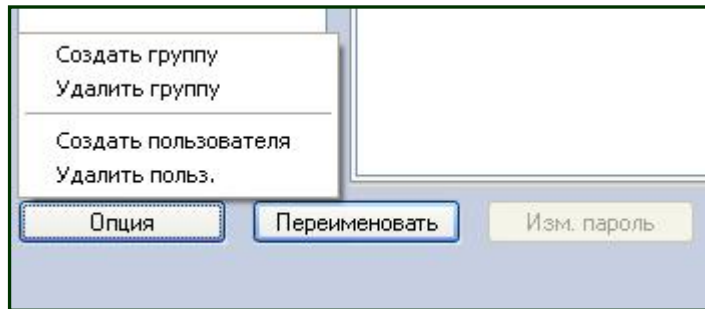 Создать группу
Удалить группу
Создать пользователя
Удалить польз.
Опция
Переименовать
Изм. пароль